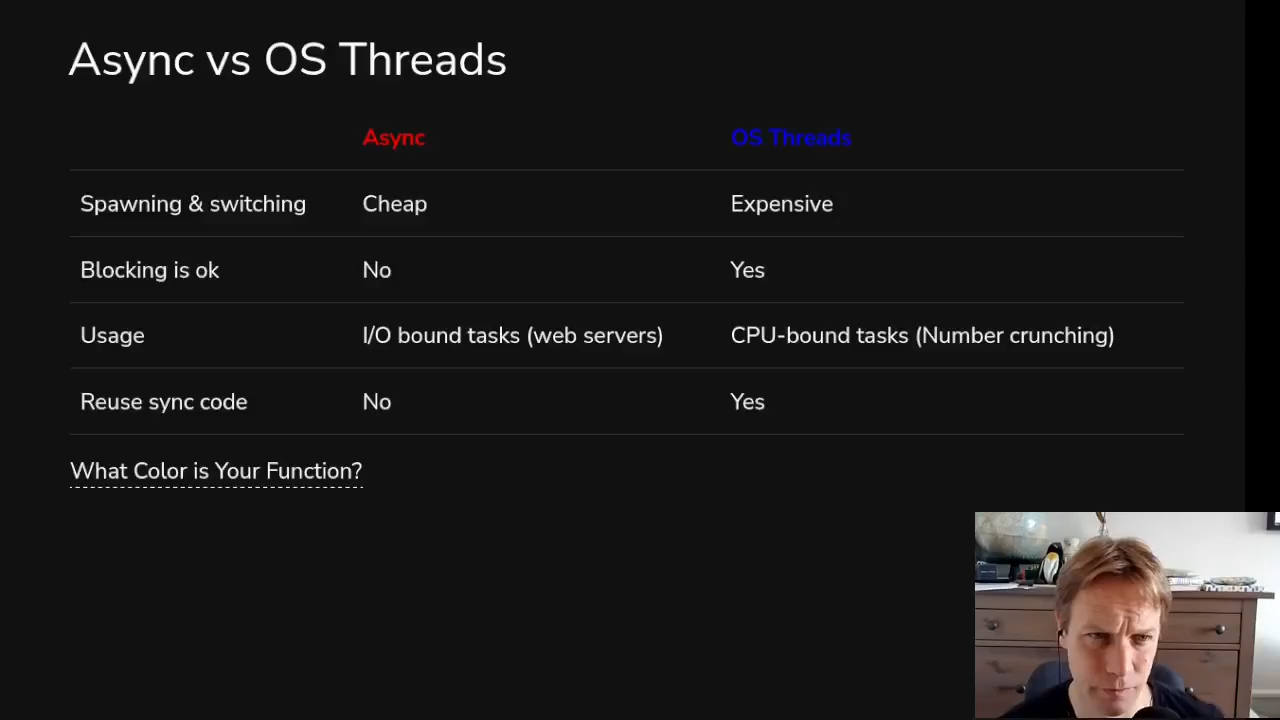 Async vs OS Threads
Async OS Threads
Spawning & switching Cheap Expensive
Blocking is ok No Yes
Usage I/O bound tasks (web servers) CPU-bound tasks (Number crunching)
Reuse sync code No Yes
What Color is Your Function?